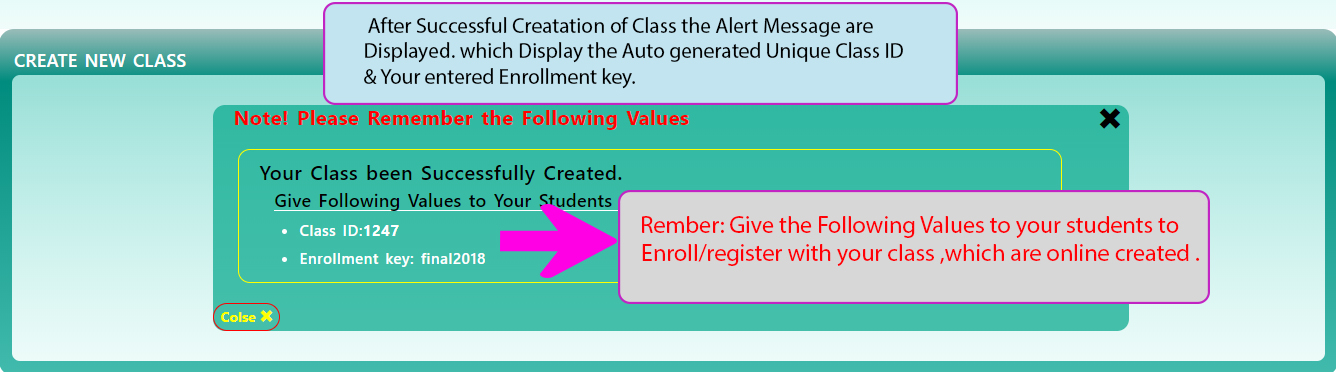 After Successful Creatation of Class the Alert Message are
Displayed. which Display the Auto generated Unique Class ID
& Your entered Enrollment key.
CREATE NEW CLASS
Note! Please Remember the Following Values
Your Class been Successfully Created.
Give Following Values to Your Students
Class ID:1247
Enrollment key: final2018
Rember: Give the Following Values to your students to
Enroll/register with your class ,which are online created .
Colse